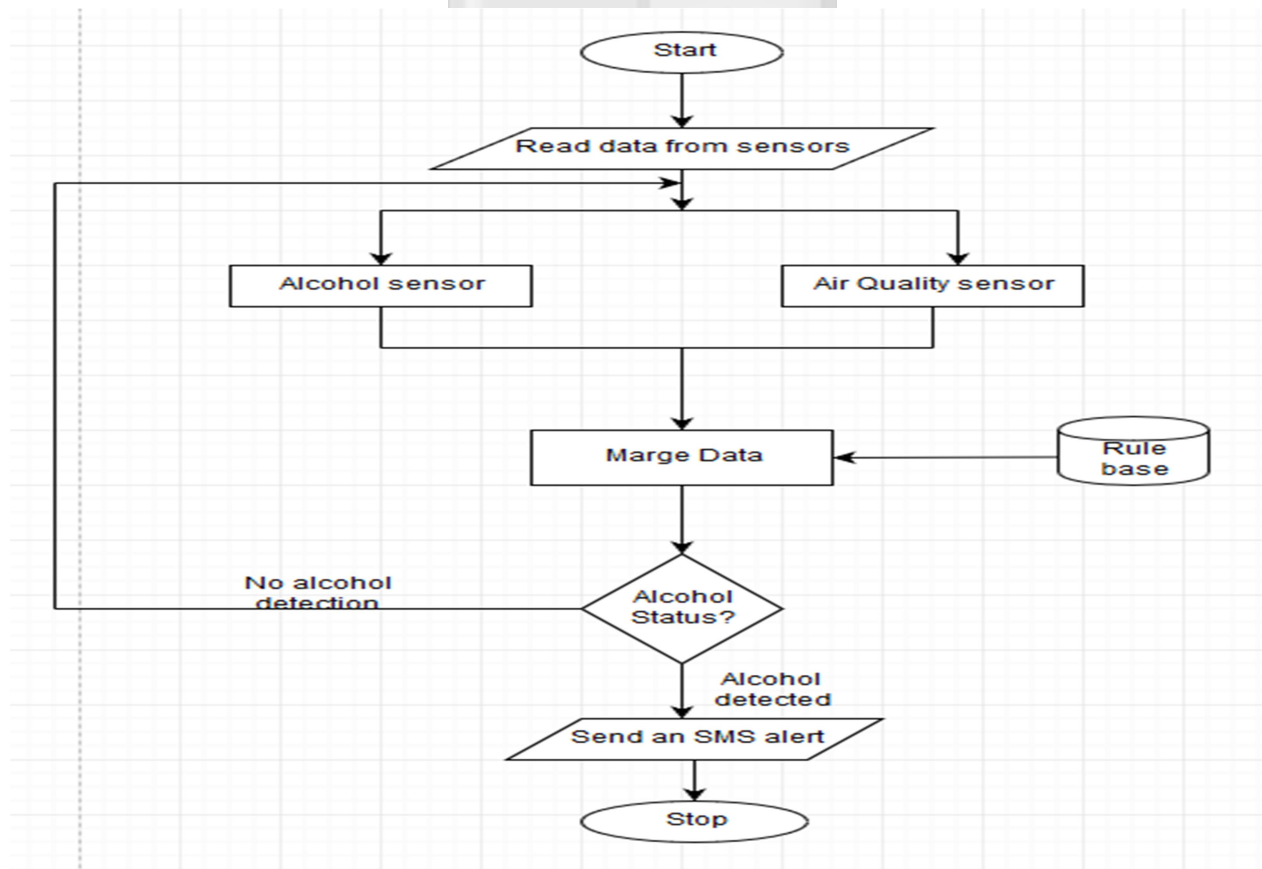 Start
Read data from sensors
Alcohol sensor
Air Quality sensor
Marge Data
Rule
base
No alcohol
detection
Alcohol
Status?
Alcohol
detected
Send an SMS alert
Stop